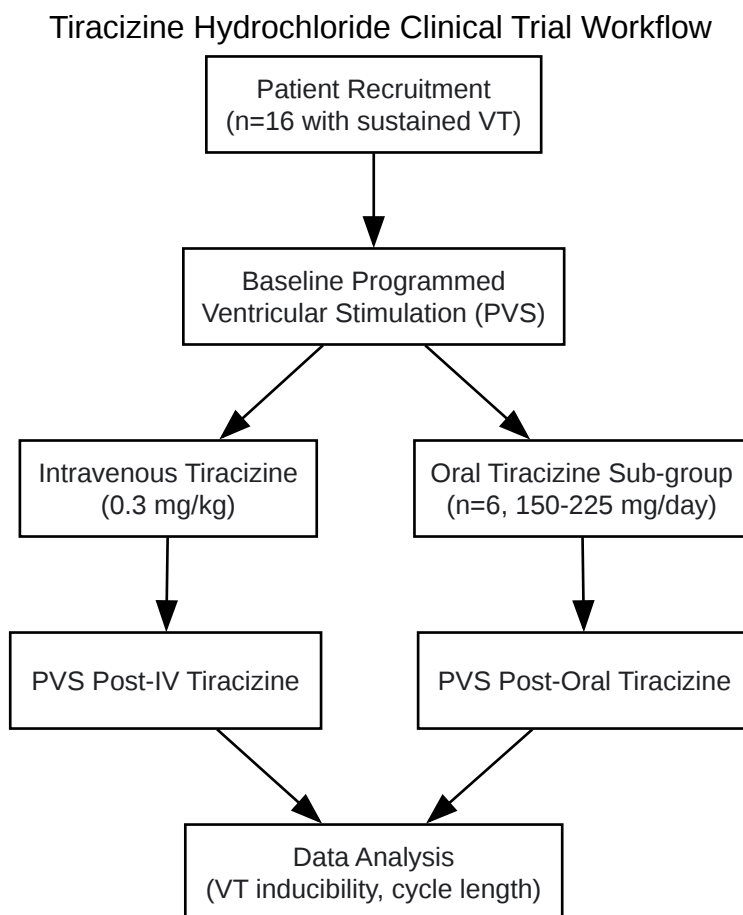 Tiracizine Hydrochloride Clinical Trial Workflow
Patient Recruitment
(n=16 with sustained VT)
Baseline Programmed
Ventricular Stimulation (PVS)
Intravenous Tiracizine
(0.3 mg/kg)
Oral Tiracizine Sub-group
(n=6, 150-225 mg/day)
PVS Post-IV Tiracizine
PVS Post-Oral Tiracizine
Data Analysis
(VT inducibility, cycle length)